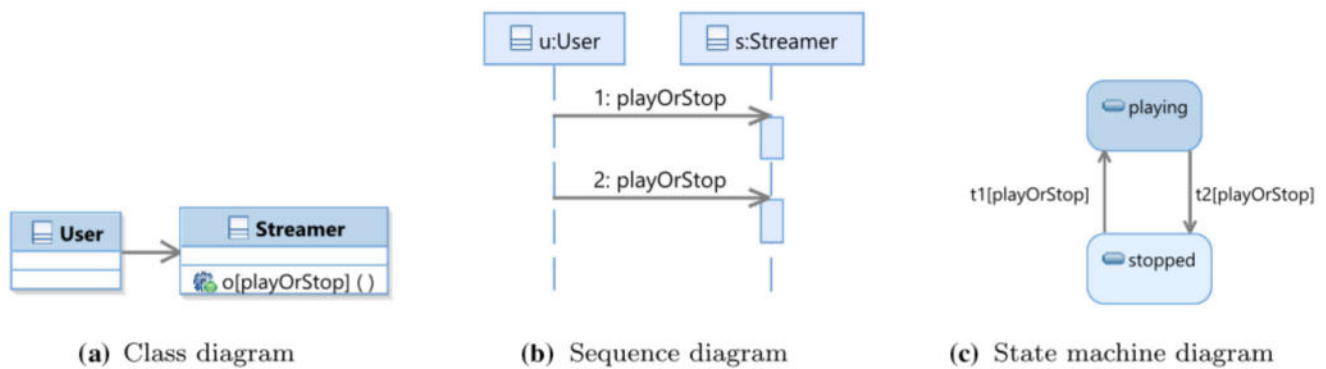 User
Streamer
o[playOrStop] ( )
(a) Class diagram
u:User
s:Streamer
1: playOrStop
2: playOrStop
(b) Sequence diagram
playing
t1[playOrStop]
t2[playOrStop]
stopped
(c) State machine diagram